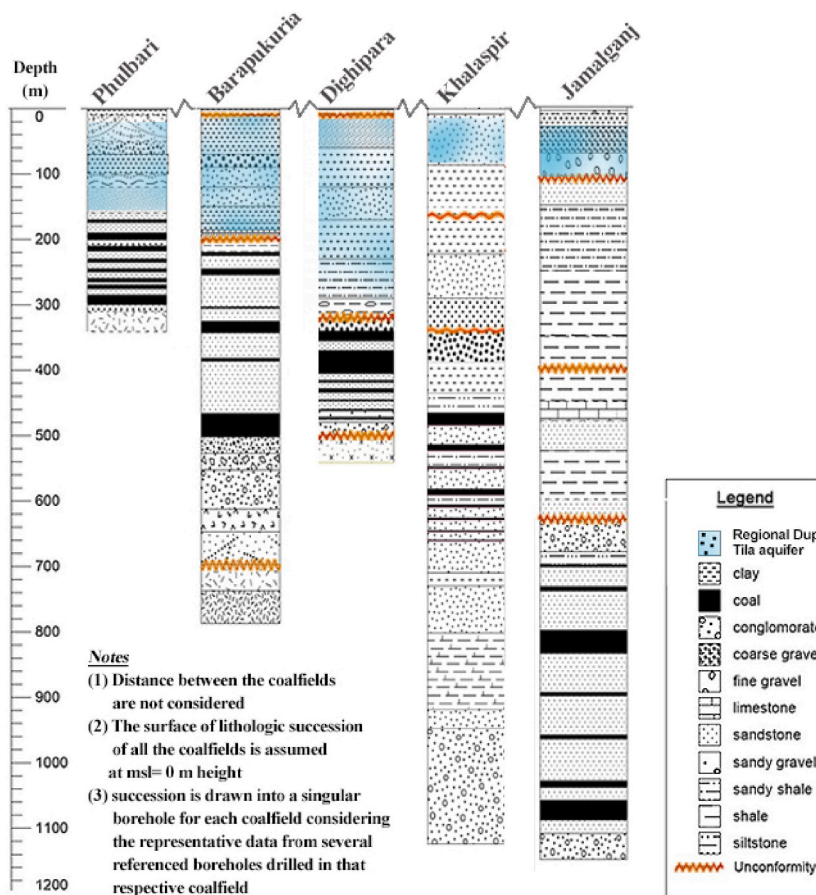 Depth
(m)
Phulbari
Barapukuria
Dighipara
Khalaspir
Jamalganj
0
100
200
300
400
500
600
700
800
900
1000
1100
1200
Notes
(1) Distance between the coalfields
are not considered
(2) The surface of lithologic succession
of all the coalfields is assumed
at msl= 0 m height
(3) succession is drawn into a singular
borehole for each coalfield considering
the representative data from several
referenced boreholes drilled in that
respective coalfield
Legend
Regional Dup
Tila aquifer
clay
coal
conglomorate
coarse grave
fine gravel
limestone
sandstone
sandy gravel
sandy shale
shale
siltstone
Unconformity